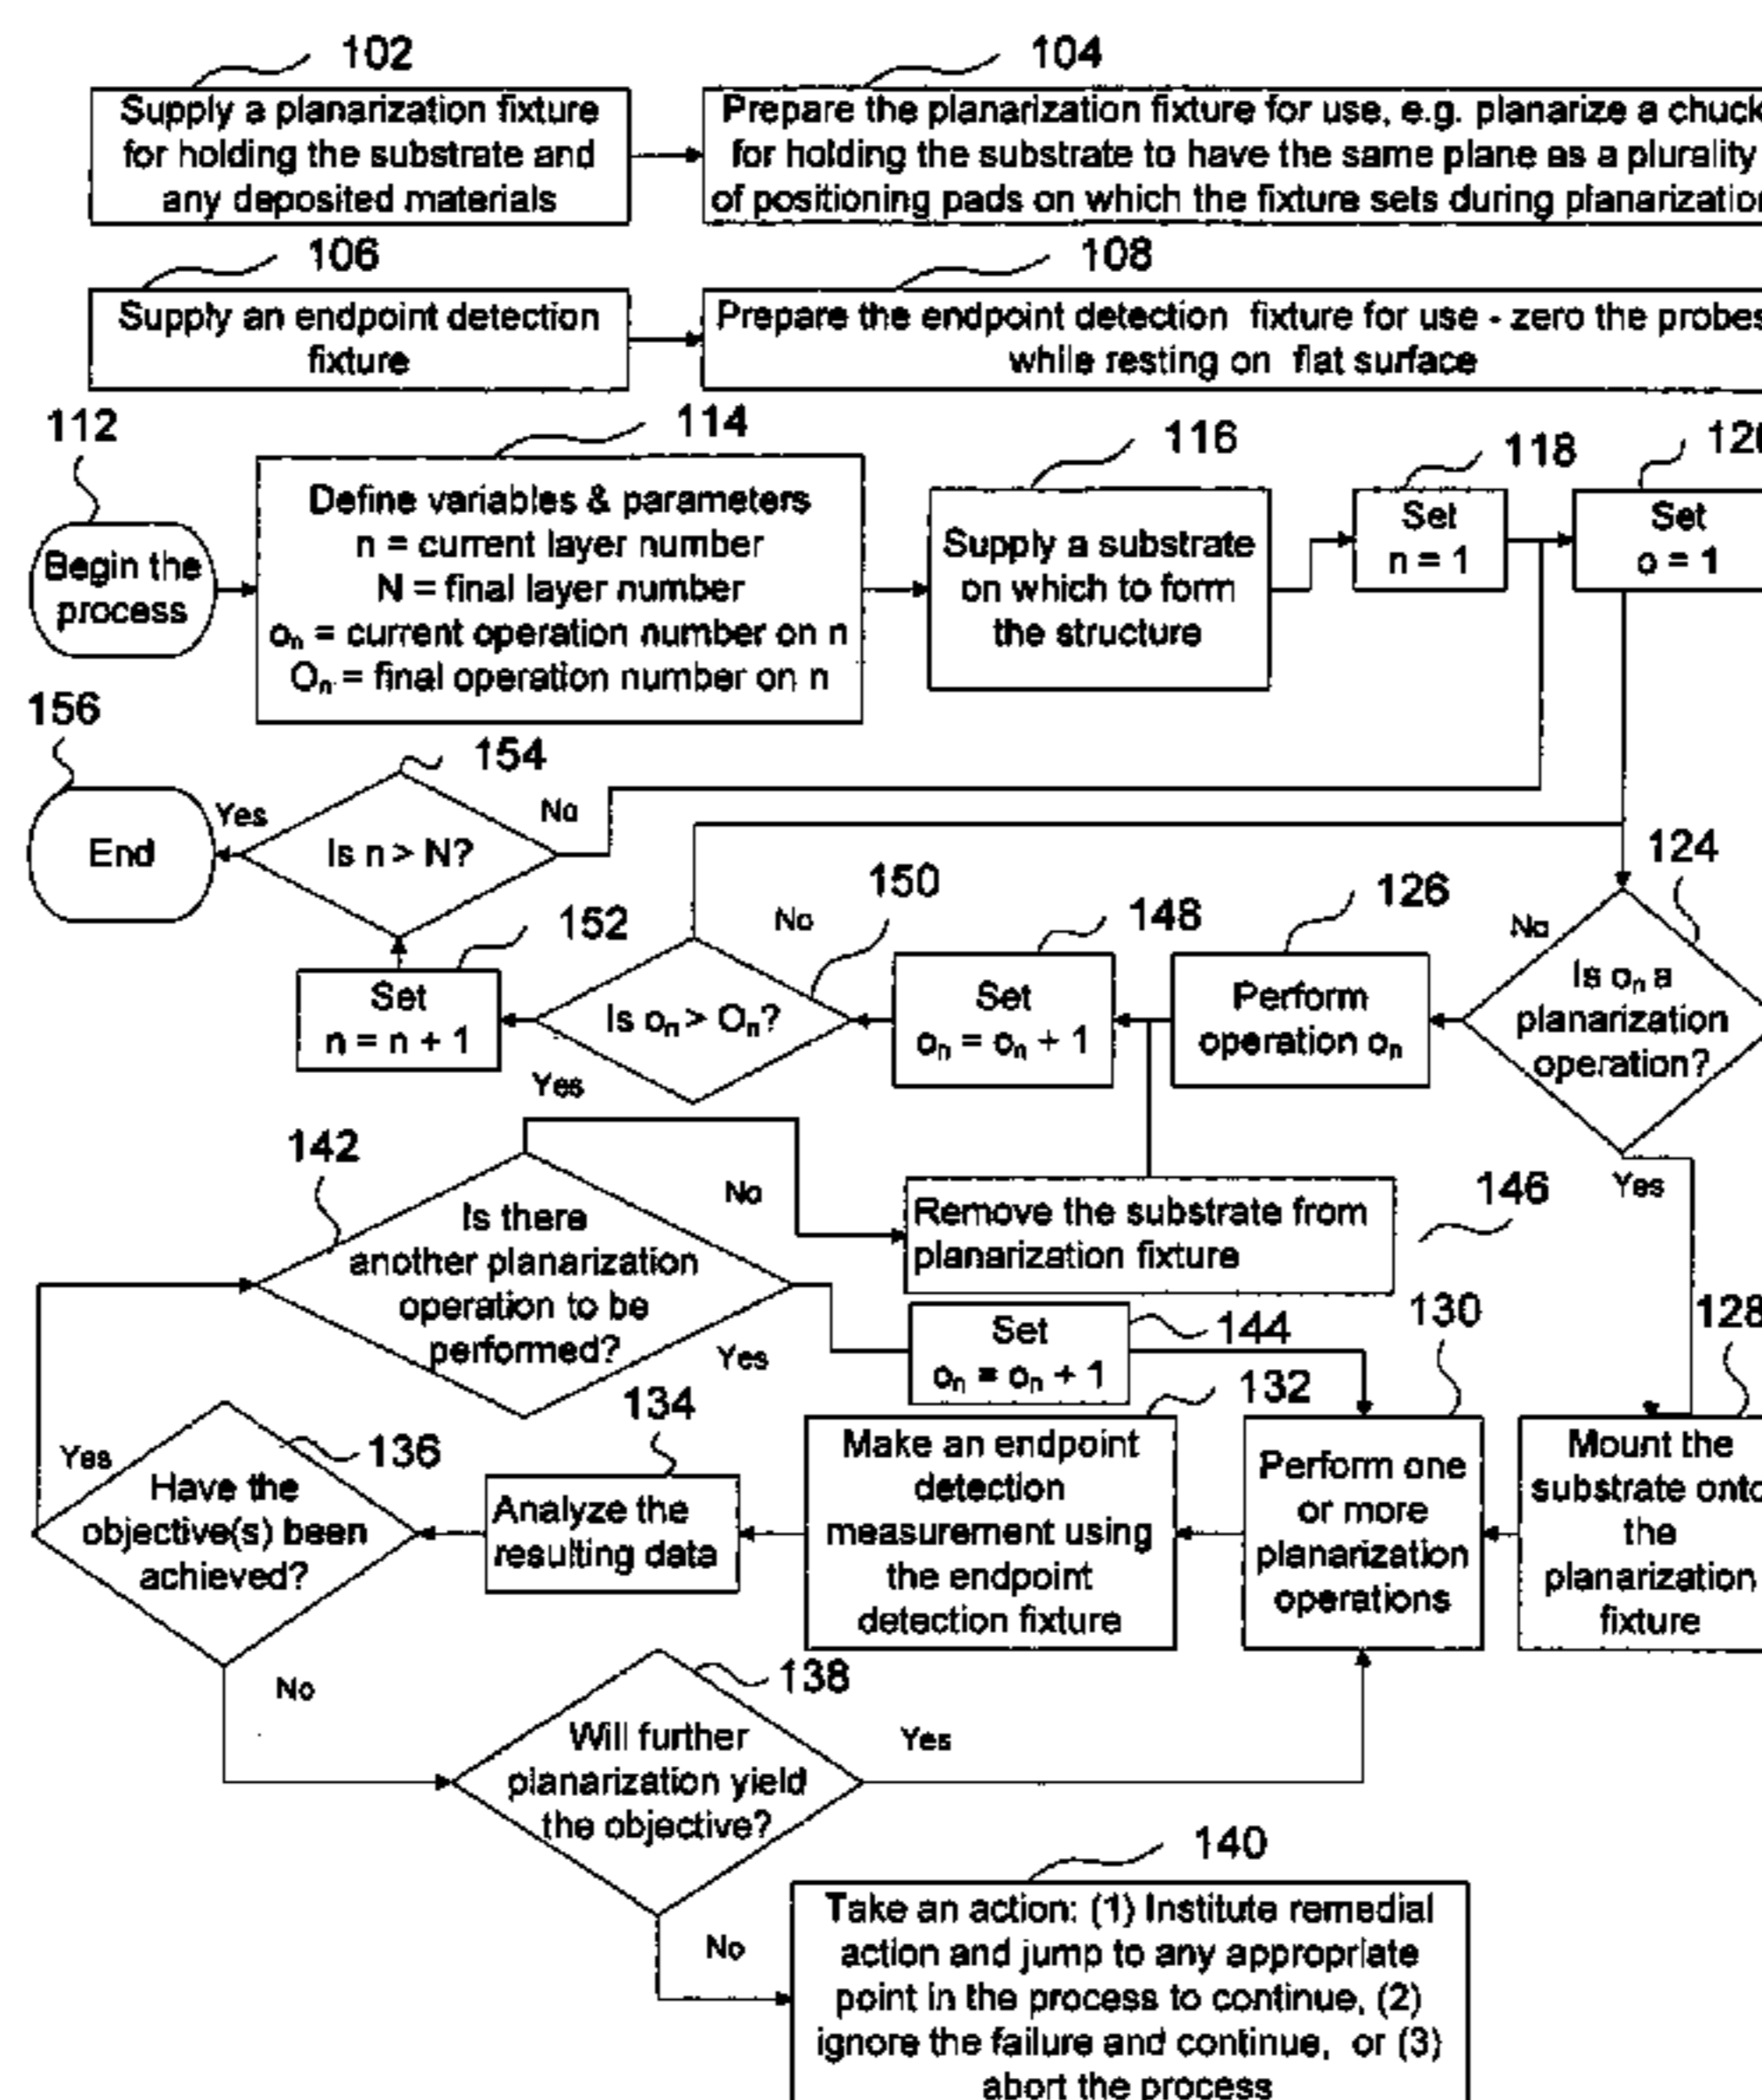 102
104
Supply a planarization fixture
for holding the substrate and
any deposited materials
Prepare the planarization fixture for use, e.g. planarize a chuck
for holding the substrate to have the same plane as a plurality
of positioning pads on which the fixture sets during planarization
106
108
Supply an endpoint detection
fixture
Prepare the endpoint detection fixture for use - zero the probes
while resting on flat surface
112
114
116
118
120
Begin the
process
Define variables & parameters
n = current layer number
N = final layer number
oₙ = current operation number on n
Oₙ = final operation number on n
Supply a substrate
on which to form
the structure
Set
n = 1
Set
o = 1
156
154
End
Yes
Is n > N?
No
124
150
126
148
152
No
No
Set
n = n + 1
Is oₙ > Oₙ?
Yes
Set
oₙ = oₙ + 1
Perform
operation oₙ
Is oₙ a
planarization
operation?
Yes
142
Is there
another planarization
operation to be
performed?
No
Yes
Remove the substrate from
planarization fixture
146
Set
oₙ = oₙ + 1
144
130
128
132
134
136
Yes
Have the
objective(s) been
achieved?
No
Analyze the
resulting data
Make an endpoint
detection
measurement using
the endpoint
detection fixture
Perform one
or more
planarization
operations
Mount the
substrate onto
the
planarization
fixture
138
Will further
planarization yield
the objective?
Yes
No
140
Take an action: (1) Institute remedial
action and jump to any appropriate
point in the process to continue, (2)
ignore the failure and continue, or (3)
abort the process